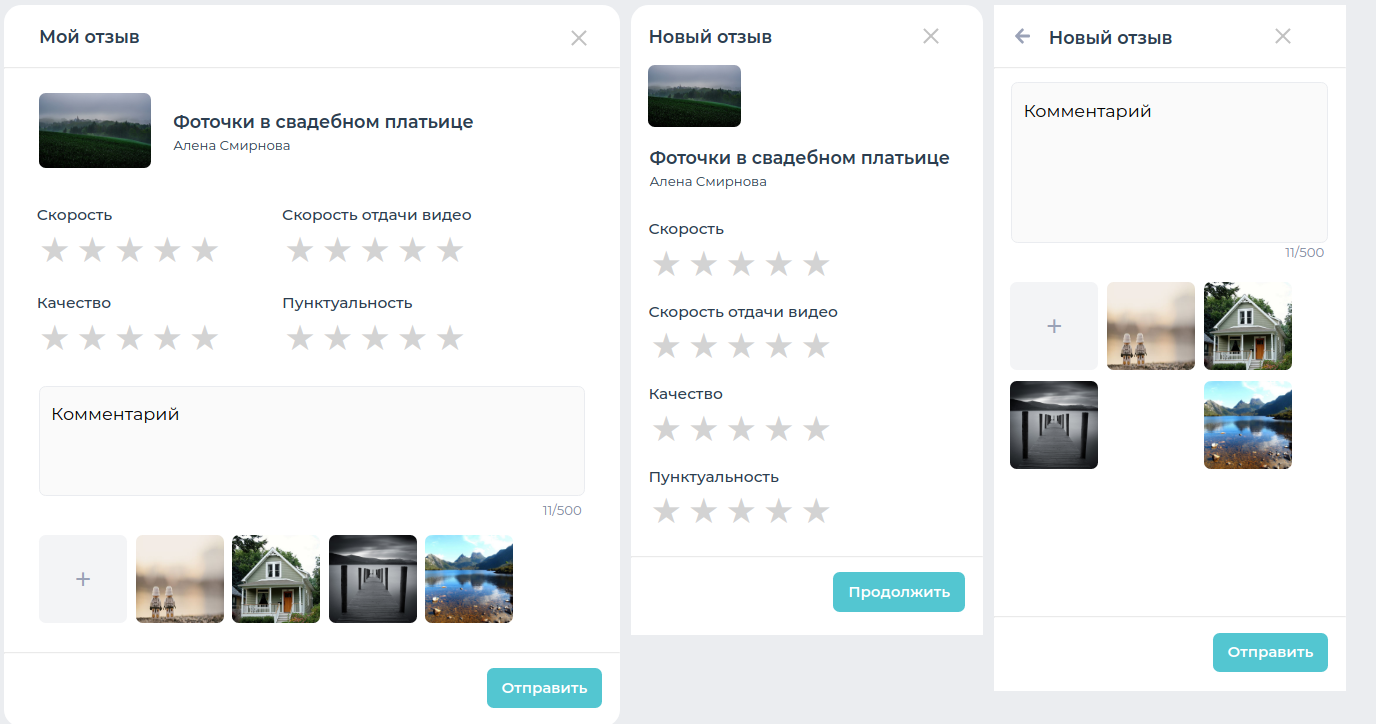 Мой отзыв
Фоточки в свадебном платьице
Алена Смирнова
Скорость
Скорость отдачи видео
Качество
Пунктуальность
Комментарий
11/500
+
Отправить
Новый отзыв
Фоточки в свадебном платьице
Алена Смирнова
Скорость
Скорость отдачи видео
Качество
Пунктуальность
Продолжить
Новый отзыв
Комментарий
11/500
+
Отправить